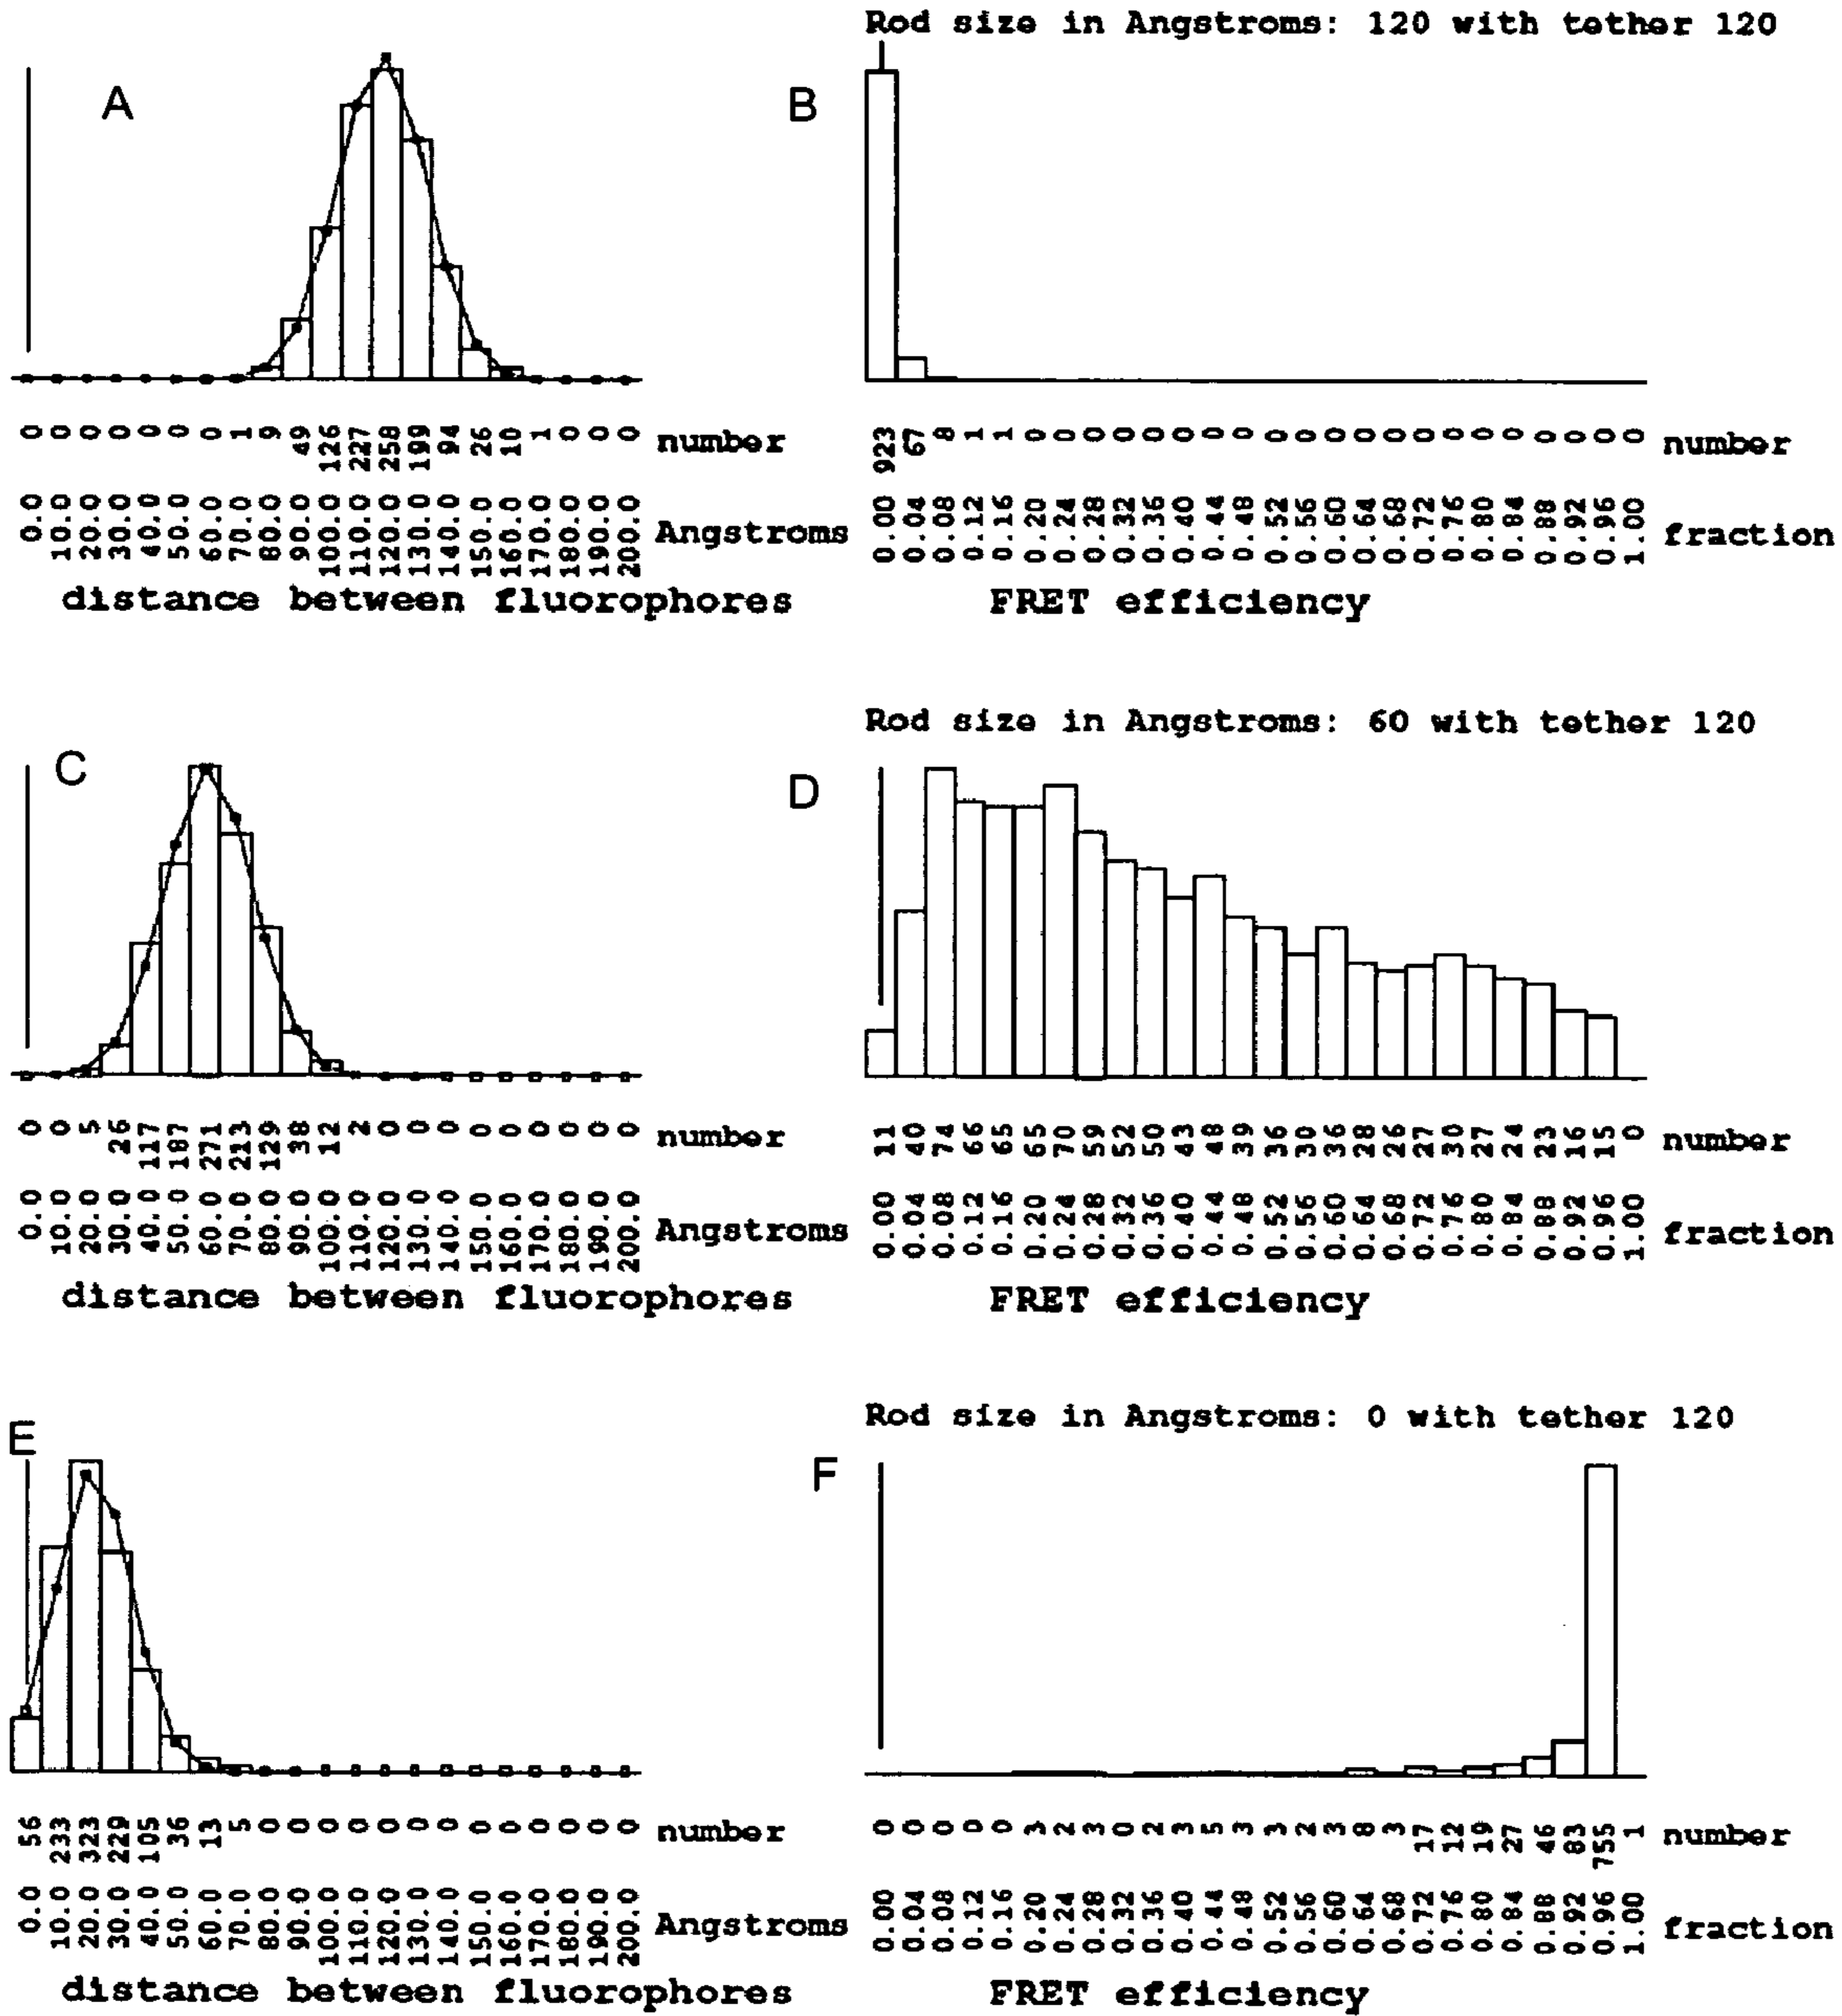 Rod size in Angstroms: 120 with tether 120
A
B
0 0 0 0 0 0 0 1 9 49 126 227 258 199 94 26 10 1 0 0 0 number
923 67 8 1 1 0 0 0 0 0 0 0 0 0 0 0 0 0 0 0 0 0 0 0 0 0 number
0.0 10.0 20.0 30.0 40.0 50.0 60.0 70.0 80.0 90.0 100.0 110.0 120.0 130.0 140.0 150.0 160.0 170.0 180.0 190.0 200.0 Angstroms
0.00 0.04 0.08 0.12 0.16 0.20 0.24 0.28 0.32 0.36 0.40 0.44 0.48 0.52 0.56 0.60 0.64 0.68 0.72 0.76 0.80 0.84 0.88 0.92 0.96 1.00 fraction
distance between fluorophores
FRET efficiency
Rod size in Angstroms: 60 with tether 120
C
D
0 0 5 26 117 187 271 213 129 38 12 2 0 0 0 0 0 0 0 0 0 number
11 40 74 66 65 65 70 59 52 50 43 48 39 36 30 36 28 26 27 30 27 24 23 16 15 0 number
0.0 10.0 20.0 30.0 40.0 50.0 60.0 70.0 80.0 90.0 100.0 110.0 120.0 130.0 140.0 150.0 160.0 170.0 180.0 190.0 200.0 Angstroms
0.00 0.04 0.08 0.12 0.16 0.20 0.24 0.28 0.32 0.36 0.40 0.44 0.48 0.52 0.56 0.60 0.64 0.68 0.72 0.76 0.80 0.84 0.88 0.92 0.96 1.00 fraction
distance between fluorophores
FRET efficiency
Rod size in Angstroms: 0 with tether 120
E
F
56 233 323 229 105 36 13 5 0 0 0 0 0 0 0 0 0 0 0 0 0 number
0 0 0 0 0 3 2 3 0 2 3 5 3 3 2 3 8 3 17 12 19 27 46 83 755 1 number
0.0 10.0 20.0 30.0 40.0 50.0 60.0 70.0 80.0 90.0 100.0 110.0 120.0 130.0 140.0 150.0 160.0 170.0 180.0 190.0 200.0 Angstroms
0.00 0.04 0.08 0.12 0.16 0.20 0.24 0.28 0.32 0.36 0.40 0.44 0.48 0.52 0.56 0.60 0.64 0.68 0.72 0.76 0.80 0.84 0.88 0.92 0.96 1.00 fraction
distance between fluorophores
FRET efficiency